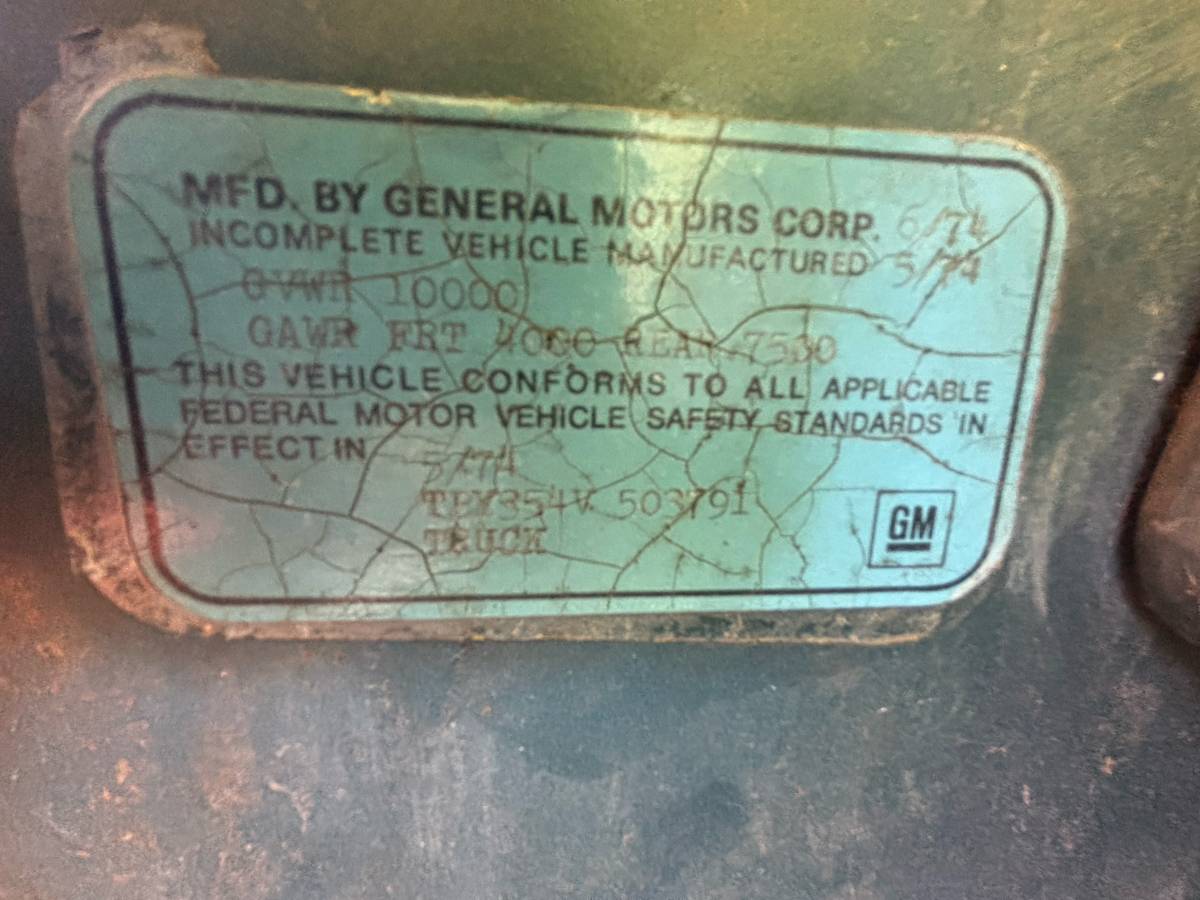 MFD. BY GENERAL MOTORS CORP. 6/74
INCOMPLETE VEHICLE MANUFACTURED 5/74
GVWR 10000
GAWR FRT 4000 REAR 7500
THIS VEHICLE CONFORMS TO ALL APPLICABLE
FEDERAL MOTOR VEHICLE SAFETY STANDARDS IN
EFFECT IN 5/74
503791
TRUCK
GM